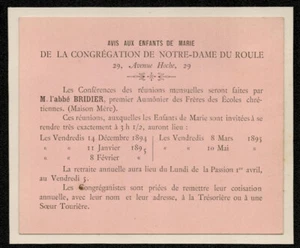 AVIS AUX ENFANTS DE MARIE
DE LA CONGRÉGATION DE NOTRE-DAME DU ROULE
29, Avenue Hoche, 29
Les Conférences des réunions mensuelles seront faites par
M. l'abbé BRIDIER, premier Aumônier des Frères des Écoles chré-
tiennes. (Maison Mère).
Ces réunions, auxquelles les Enfants de Marie sont invitées à se
rendre très exactement à 3 h 1/2, auront lieu :
Les Vendredis 14 Décembre 1894 | Les Vendredis 8 Mars 1895
» » 11 Janvier 1895 | » » 10 Mai »
» » 8 Février »
La retraite annuelle aura lieu du Lundi de la Passion 1er avril,
au Vendredi 5.
Les Congréganistes sont priées de remettre leur cotisation
annuelle, avec leur nom et leur adresse, à la Trésorière ou à une
Sœur Tourière.